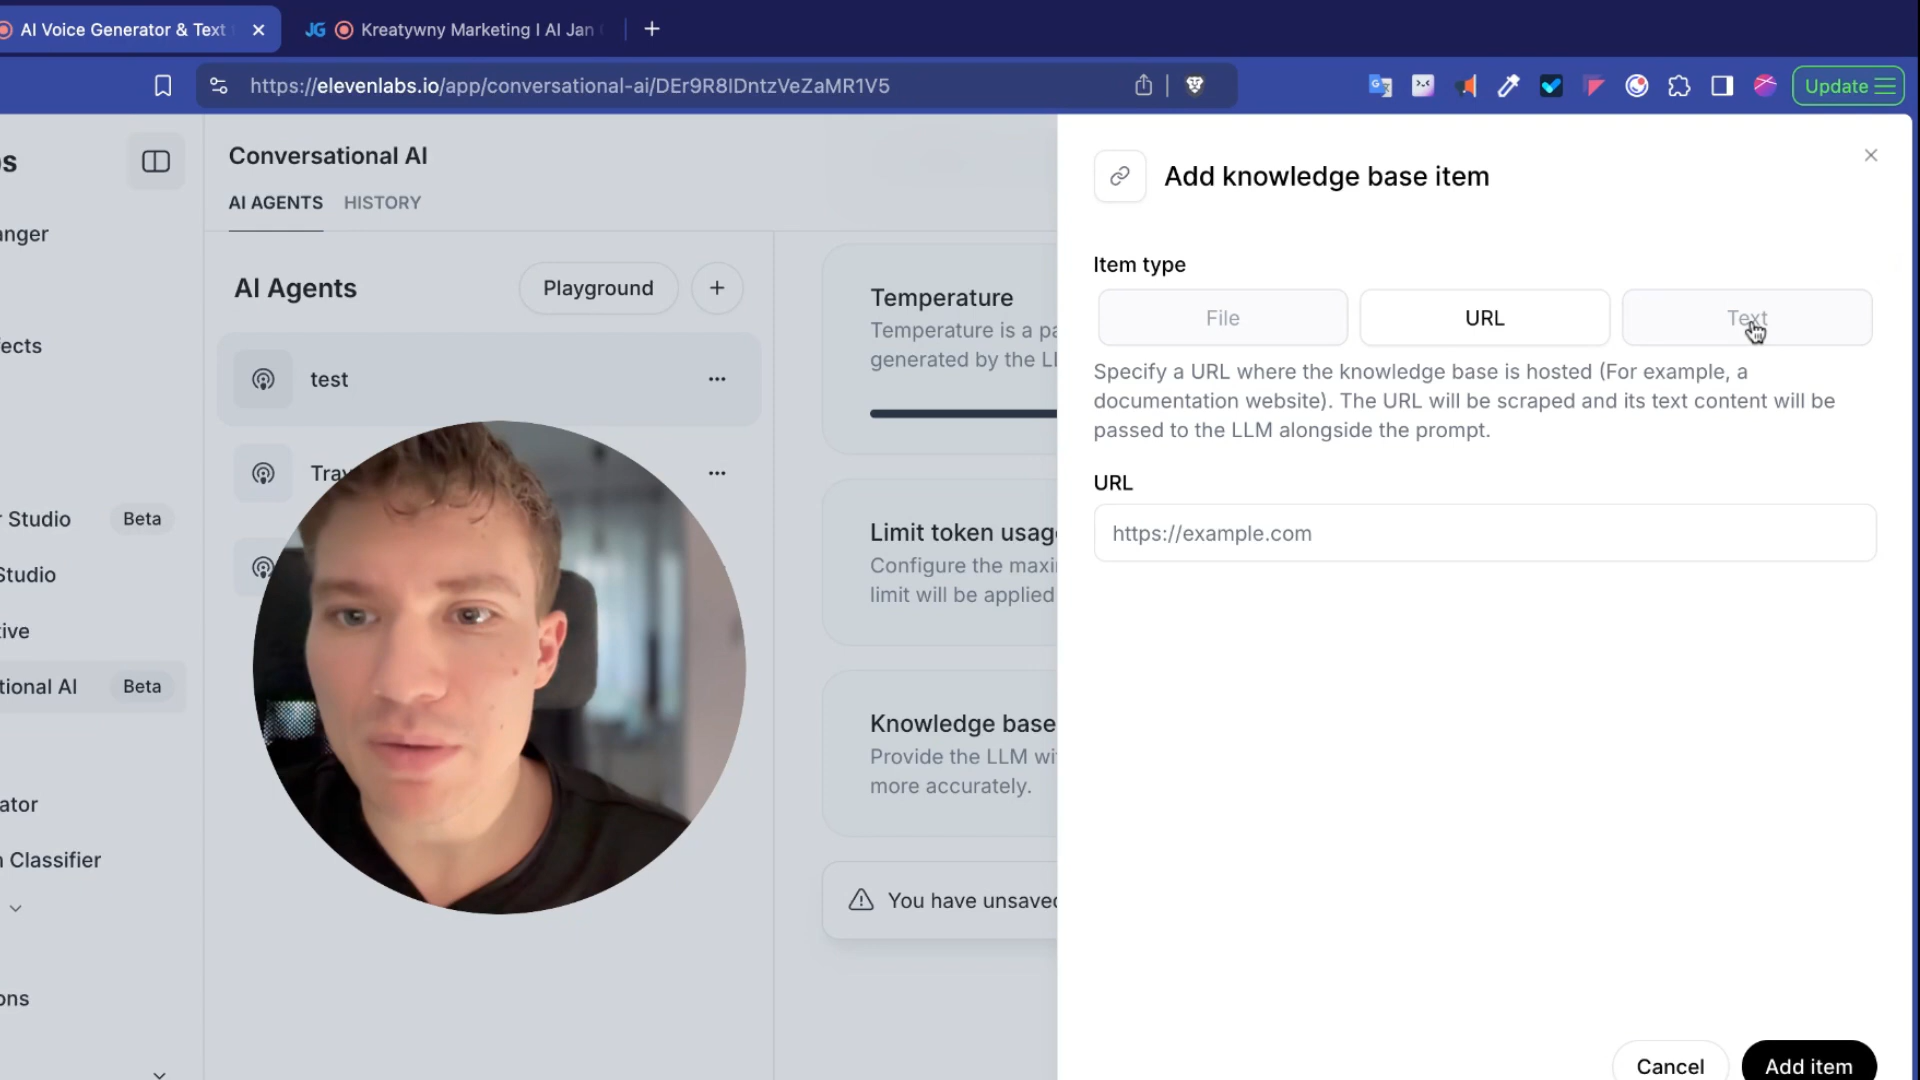 AI Voice Generator & Text
JG Kreatywny Marketing I AI Jan
https://elevenlabs.io/app/conversational-ai/DEr9R8IDntzVeZaMR1V5
Update
Conversational AI
AI AGENTS HISTORY
anger
ects
Studio Beta
Studio
tive
tional AI Beta
ator
n Classifier
ons
AI Agents Playground
test
Trav
Temperature
Temperature is a pa
generated by the LL
Limit token usag
Configure the maxi
limit will be applied
Knowledge base
Provide the LLM wi
more accurately.
You have unsaved
Add knowledge base item
Item type
File URL Text
Specify a URL where the knowledge base is hosted (For example, a
documentation website). The URL will be scraped and its text content will be
passed to the LLM alongside the prompt.
URL
https://example.com
Cancel Add item